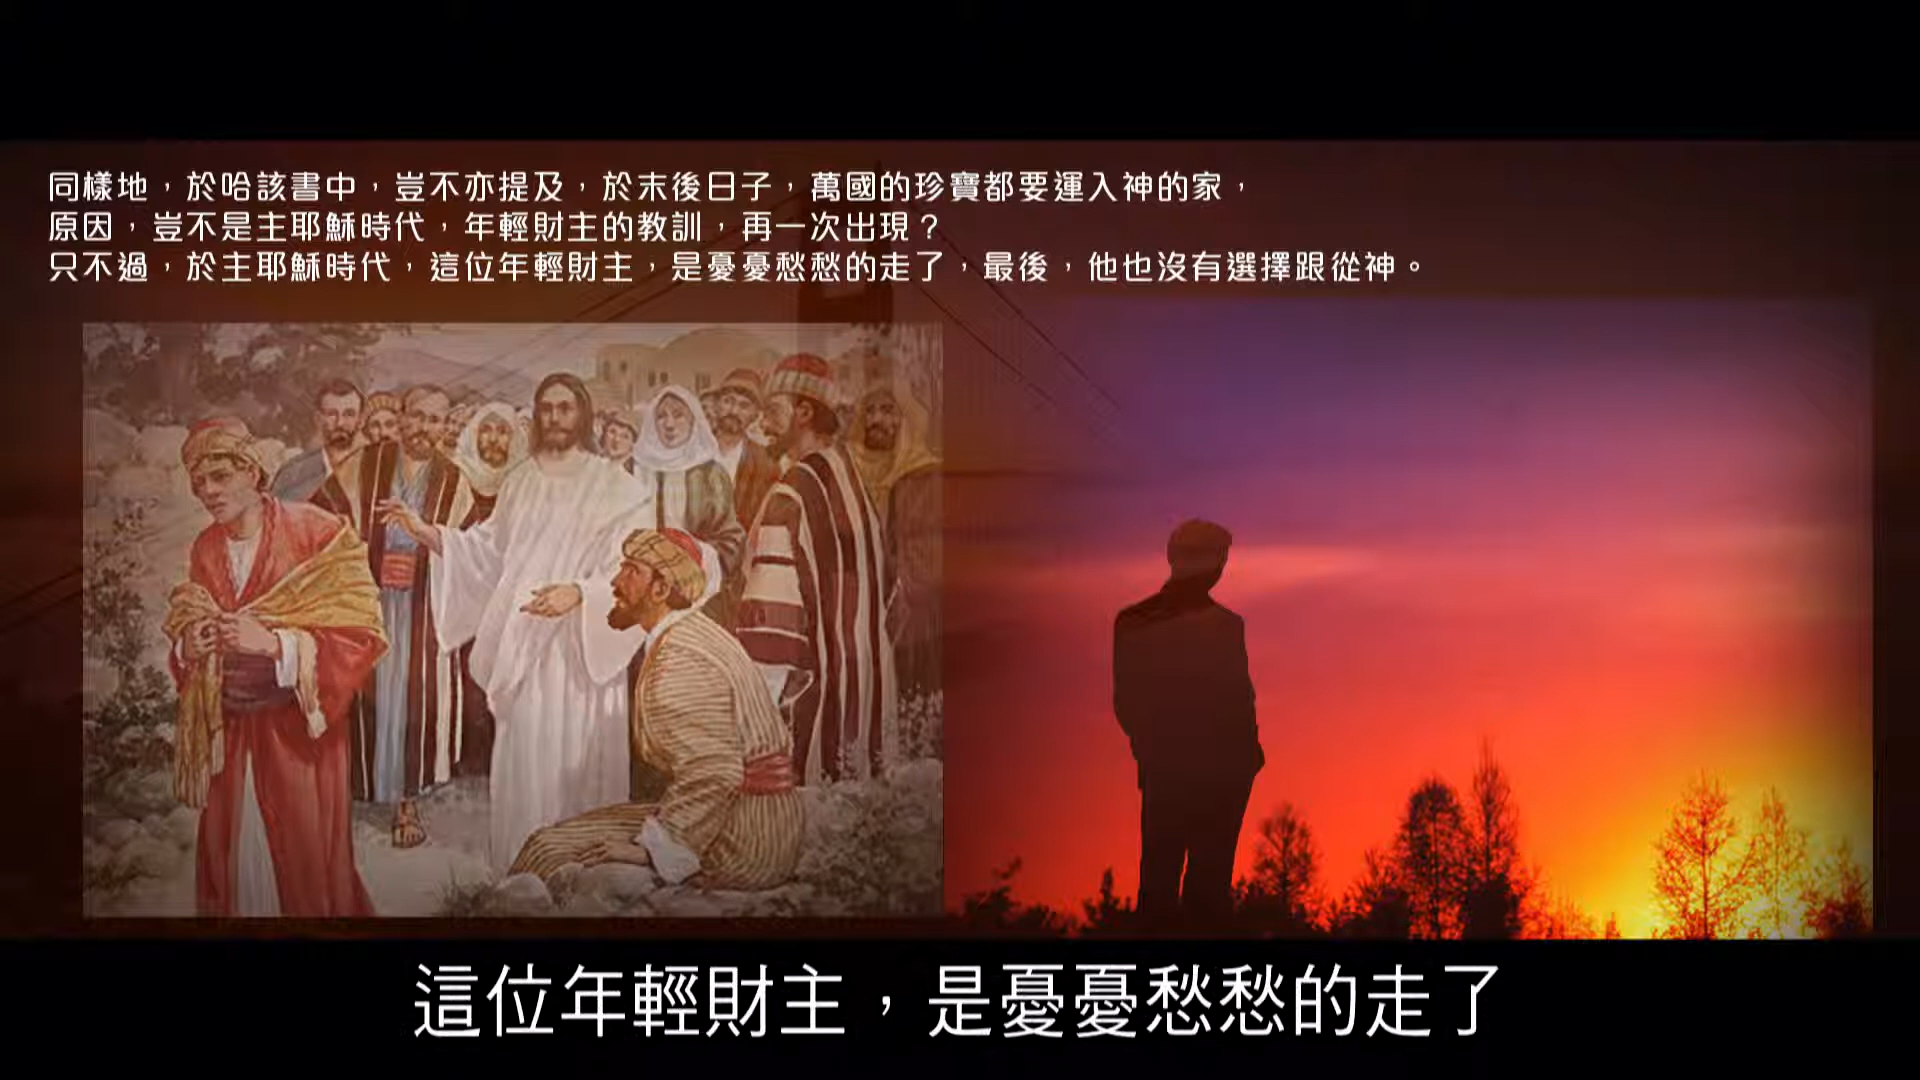 同樣地，於哈該書中，豈不亦提及，於末後日子，萬國的珍寶都要運入神的家，
原因，豈不是主耶穌時代，年輕財主的教訓，再一次出現？
只不過，於主耶穌時代，這位年輕財主，是憂憂愁愁的走了，最後，他也沒有選擇跟從神。
這位年輕財主，是憂憂愁愁的走了